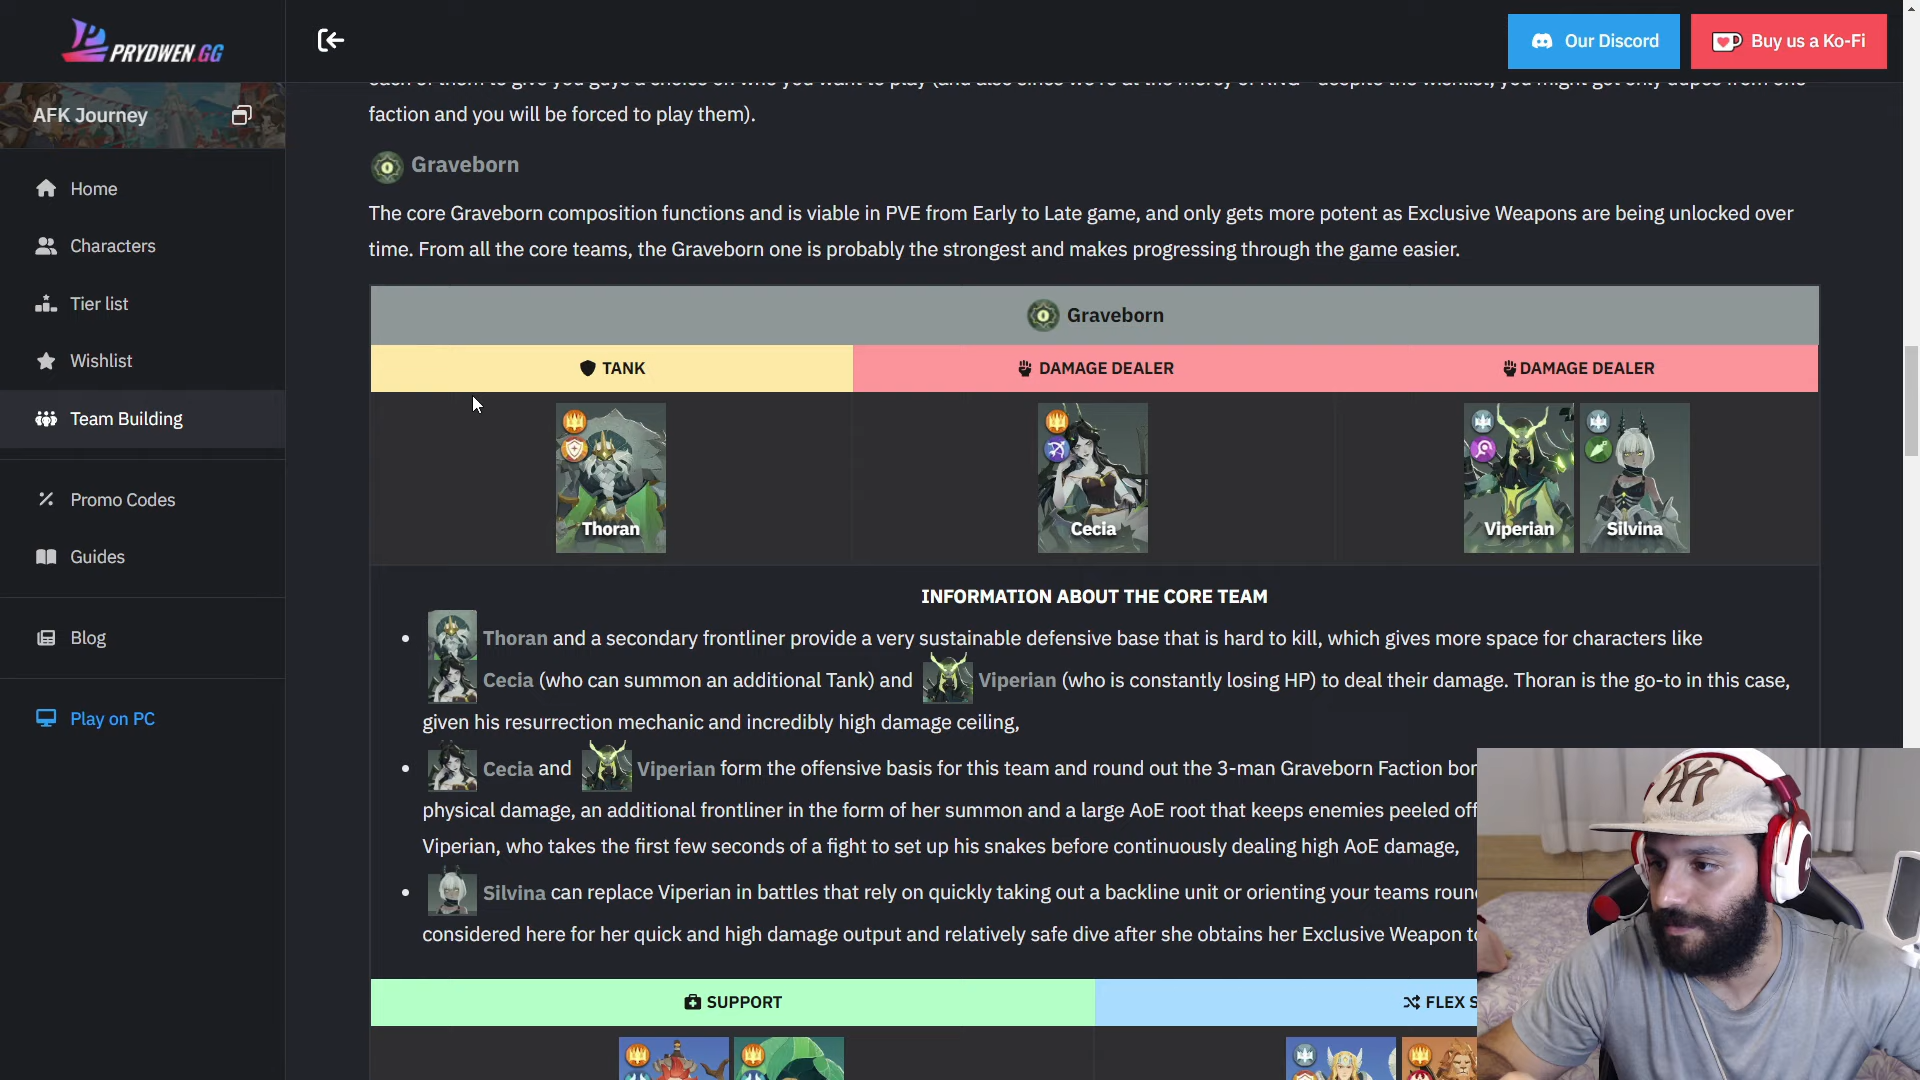 PRYDWEN.GG
Our Discord
Buy us a Ko-Fi
AFK Journey
Home
Characters
Tier list
Wishlist
Team Building
Promo Codes
Guides
Blog
Play on PC
faction and you will be forced to play them).
Graveborn
The core Graveborn composition functions and is viable in PVE from Early to Late game, and only gets more potent as Exclusive Weapons are being unlocked over
time. From all the core teams, the Graveborn one is probably the strongest and makes progressing through the game easier.
Graveborn
TANK
DAMAGE DEALER
DAMAGE DEALER
Thoran
Cecia
Viperian
Silvina
INFORMATION ABOUT THE CORE TEAM
Thoran and a secondary frontliner provide a very sustainable defensive base that is hard to kill, which gives more space for characters like
Cecia (who can summon an additional Tank) and Viperian (who is constantly losing HP) to deal their damage. Thoran is the go-to in this case,
given his resurrection mechanic and incredibly high damage ceiling,
Cecia and Viperian form the offensive basis for this team and round out the 3-man Graveborn Faction bon
physical damage, an additional frontliner in the form of her summon and a large AoE root that keeps enemies peeled off
Viperian, who takes the first few seconds of a fight to set up his snakes before continuously dealing high AoE damage,
Silvina can replace Viperian in battles that rely on quickly taking out a backline unit or orienting your teams roun
considered here for her quick and high damage output and relatively safe dive after she obtains her Exclusive Weapon to
SUPPORT
FLEX S